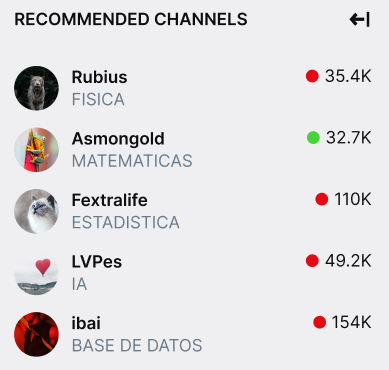 RECOMMENDED CHANNELS
Rubius 35.4K
FISICA
Asmongold 32.7K
MATEMATICAS
Fextralife 110K
ESTADISTICA
LVPes 49.2K
IA
ibai 154K
BASE DE DATOS